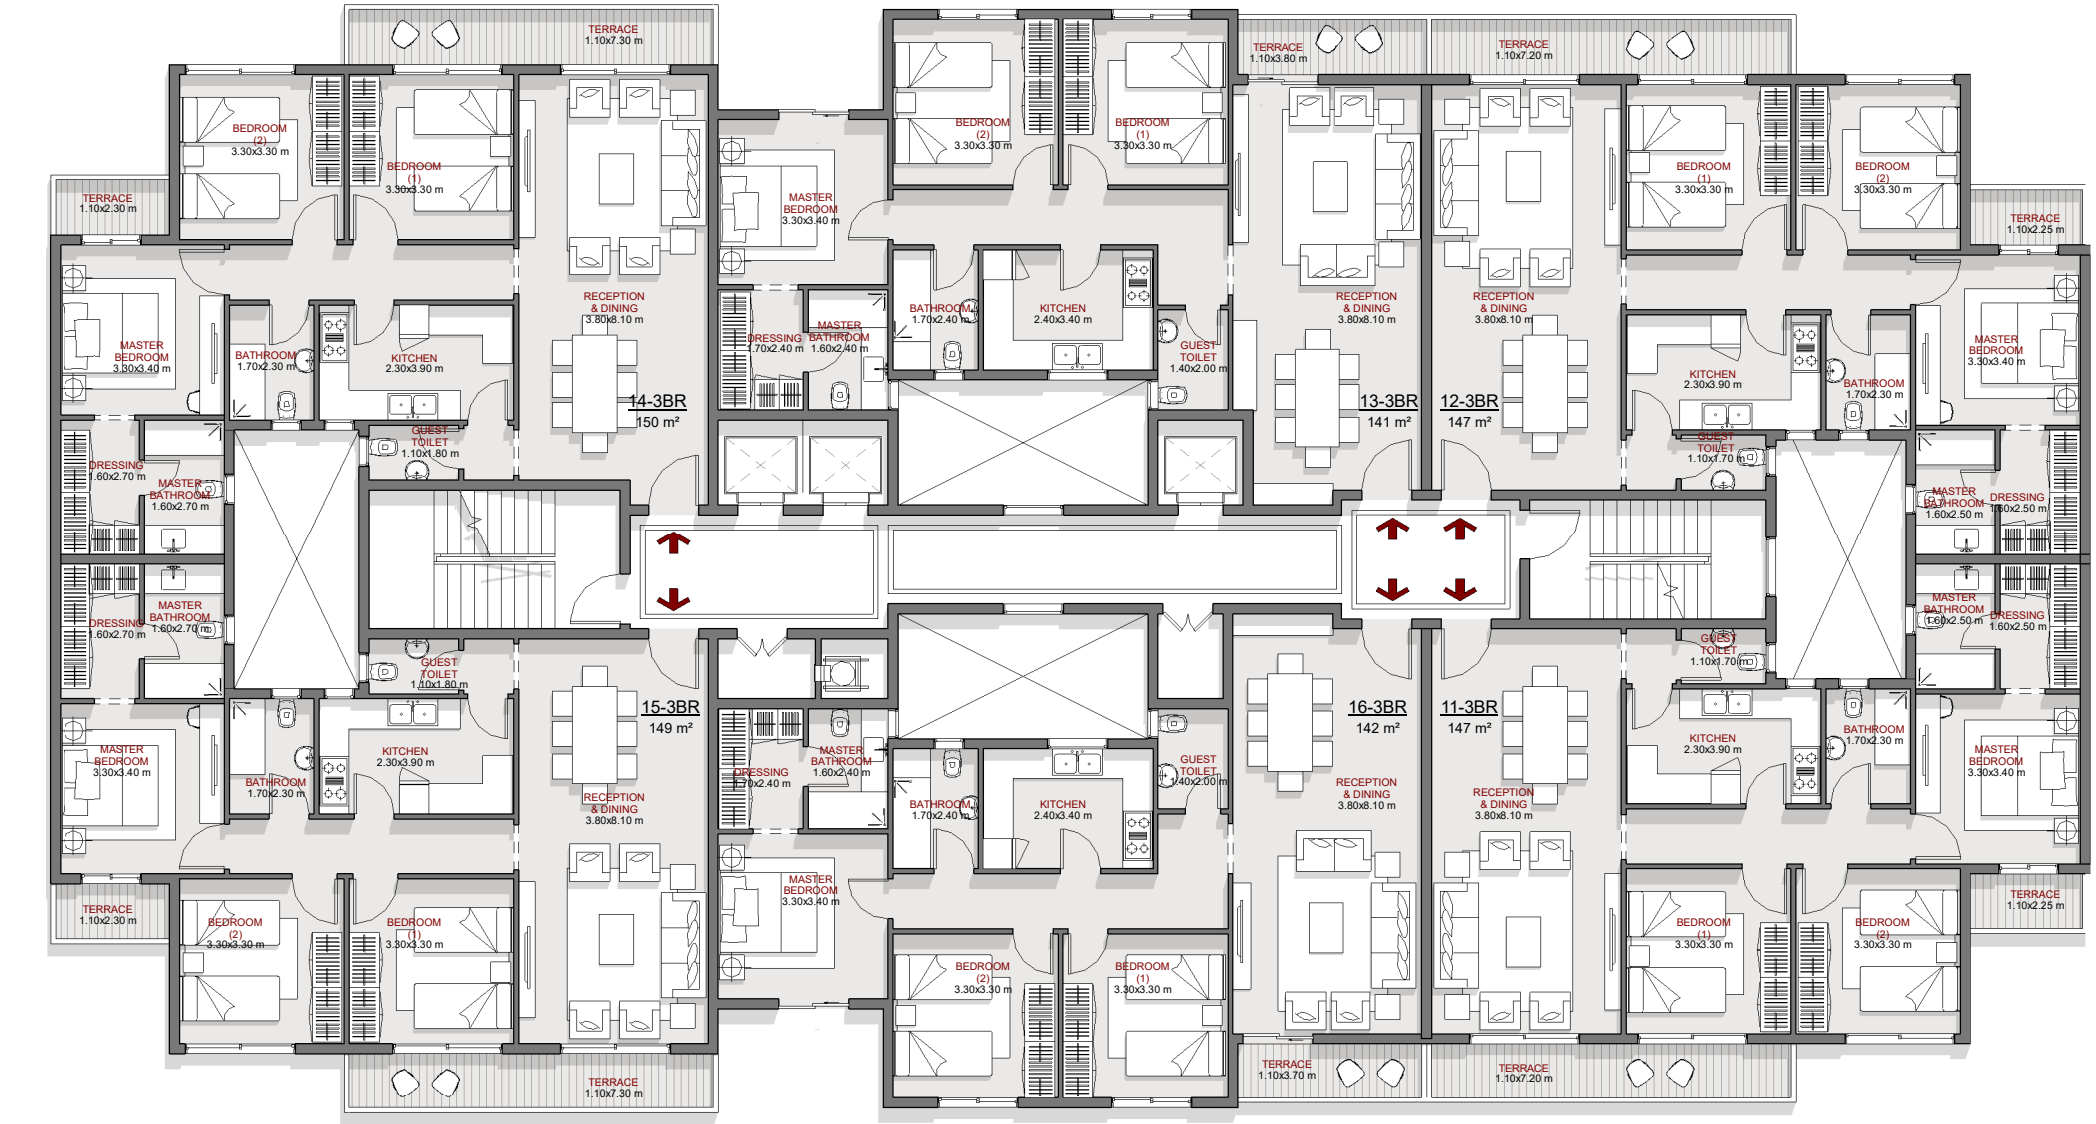 TERRACE
1.10x7.30 m
TERRACE
1.10x3.80 m
TERRACE
1.10x7.20 m
BEDROOM
(2)
3.30x3.30 m
BEDROOM
(1)
3.30x3.30 m
BEDROOM
(2)
3.30x3.30 m
BEDROOM
(1)
3.30x3.30 m
BEDROOM
(1)
3.30x3.30 m
BEDROOM
(2)
3.30x3.30 m
TERRACE
1.10x2.30 m
MASTER
BEDROOM
3.30x3.40 m
TERRACE
1.10x2.25 m
RECEPTION
& DINING
3.80x8.10 m
RECEPTION
& DINING
3.80x8.10 m
RECEPTION
& DINING
3.80x8.10 m
MASTER
BEDROOM
3.30x3.40 m
BATHROOM
1.70x2.30 m
KITCHEN
2.30x3.90 m
DRESSING
1.70x2.40 m
MASTER
BATHROOM
1.60x2.40 m
BATHROOM
1.70x2.40 m
KITCHEN
2.40x3.40 m
GUEST
TOILET
1.40x2.00 m
KITCHEN
2.30x3.90 m
BATHROOM
1.70x2.30 m
MASTER
BEDROOM
3.30x3.40 m
14-3BR
150 m²
13-3BR
141 m²
12-3BR
147 m²
GUEST
TOILET
1.10x1.80 m
GUEST
TOILET
1.10x1.70 m
DRESSING
1.60x2.70 m
MASTER
BATHROOM
1.60x2.70 m
MASTER
BATHROOM
1.60x2.50 m
DRESSING
1.60x2.50 m
DRESSING
1.60x2.70 m
MASTER
BATHROOM
1.60x2.70 m
MASTER
BATHROOM
1.60x2.50 m
DRESSING
1.60x2.50 m
GUEST
TOILET
1.10x1.80 m
GUEST
TOILET
1.10x1.70 m
15-3BR
149 m²
16-3BR
142 m²
11-3BR
147 m²
MASTER
BEDROOM
3.30x3.40 m
BATHROOM
1.70x2.30 m
KITCHEN
2.30x3.90 m
RECEPTION
& DINING
3.80x8.10 m
DRESSING
1.70x2.40 m
MASTER
BATHROOM
1.60x2.40 m
BATHROOM
1.70x2.40 m
KITCHEN
2.40x3.40 m
GUEST
TOILET
1.40x2.00 m
RECEPTION
& DINING
3.80x8.10 m
RECEPTION
& DINING
3.80x8.10 m
KITCHEN
2.30x3.90 m
BATHROOM
1.70x2.30 m
MASTER
BEDROOM
3.30x3.40 m
MASTER
BEDROOM
3.30x3.40 m
TERRACE
1.10x2.30 m
BEDROOM
(2)
3.30x3.30 m
BEDROOM
(1)
3.30x3.30 m
BEDROOM
(2)
3.30x3.30 m
BEDROOM
(1)
3.30x3.30 m
BEDROOM
(1)
3.30x3.30 m
BEDROOM
(2)
3.30x3.30 m
TERRACE
1.10x2.25 m
TERRACE
1.10x7.30 m
TERRACE
1.10x3.70 m
TERRACE
1.10x7.20 m